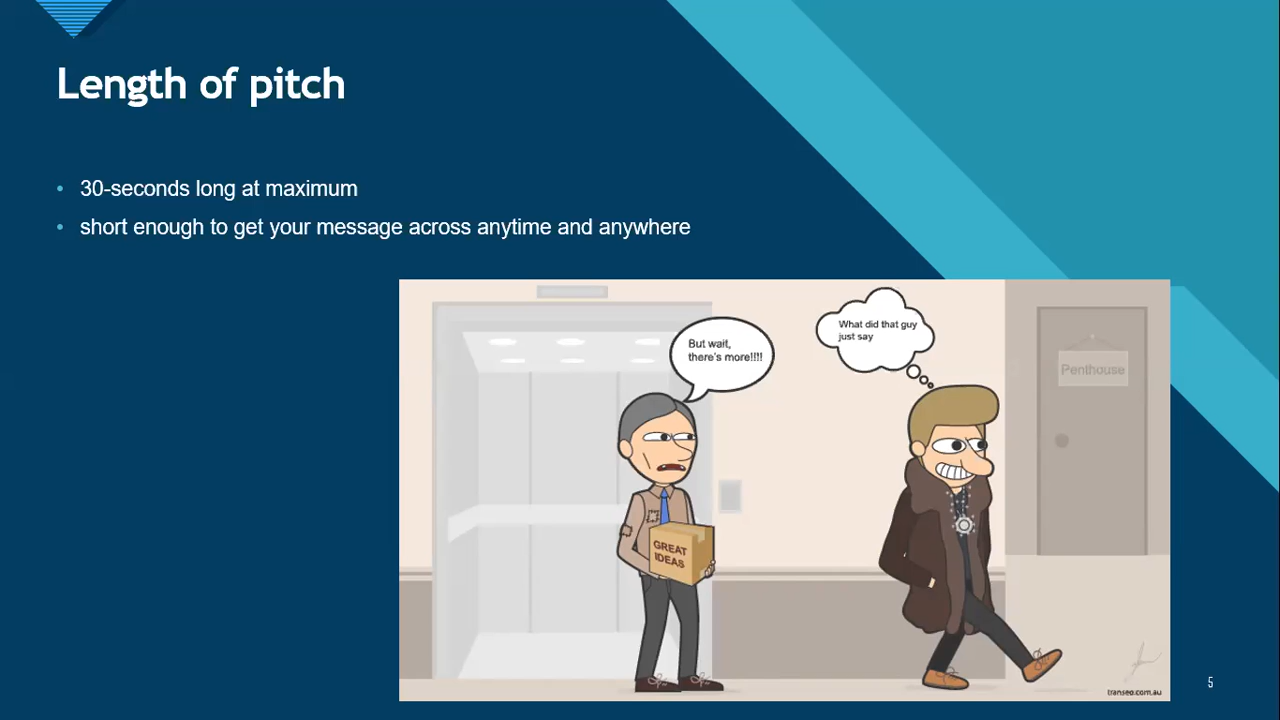 Length of pitch
• 30-seconds long at maximum
• short enough to get your message across anytime and anywhere
But wait,
there's more!!!!
What did that guy
just say
Penthouse
GREAT
IDEAS
transeo.com.au
5